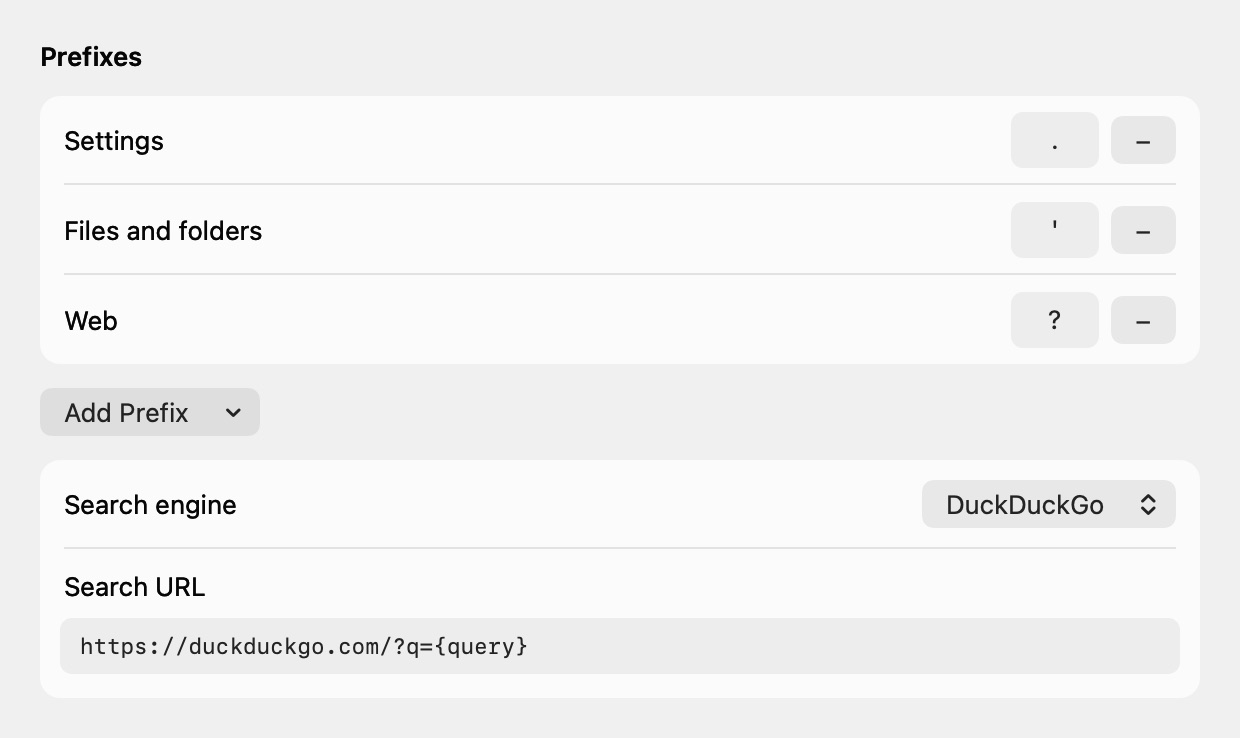 Prefixes
Settings . –
Files and folders ' –
Web ? –
Add Prefix
Search engine DuckDuckGo
Search URL
https://duckduckgo.com/?q={query}